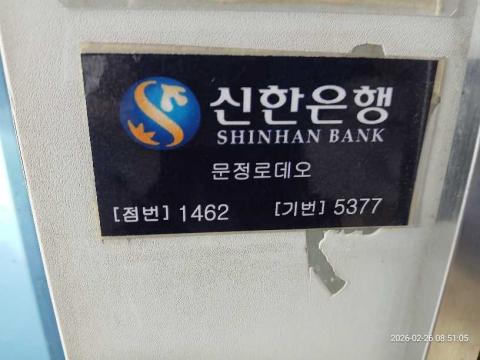 신한은행
SHINHAN BANK
문정로데오
[점번] 1462 [기번] 5377
2026-02-26 08:51:05